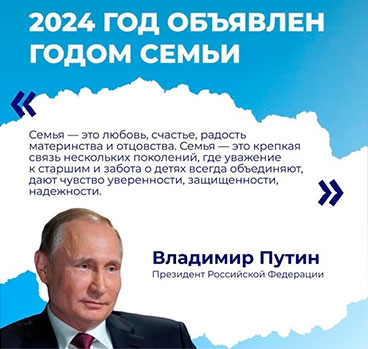 2024 ГОД ОБЪЯВЛЕН
ГОДОМ СЕМЬИ
«
Семья — это любовь, счастье, радость
материнства и отцовства. Семья — это крепкая
связь нескольких поколений, где уважение
к старшим и забота о детях всегда объединяют,
дают чувство уверенности, защищенности,
надежности.
»
Владимир Путин
Президент Российской Федерации